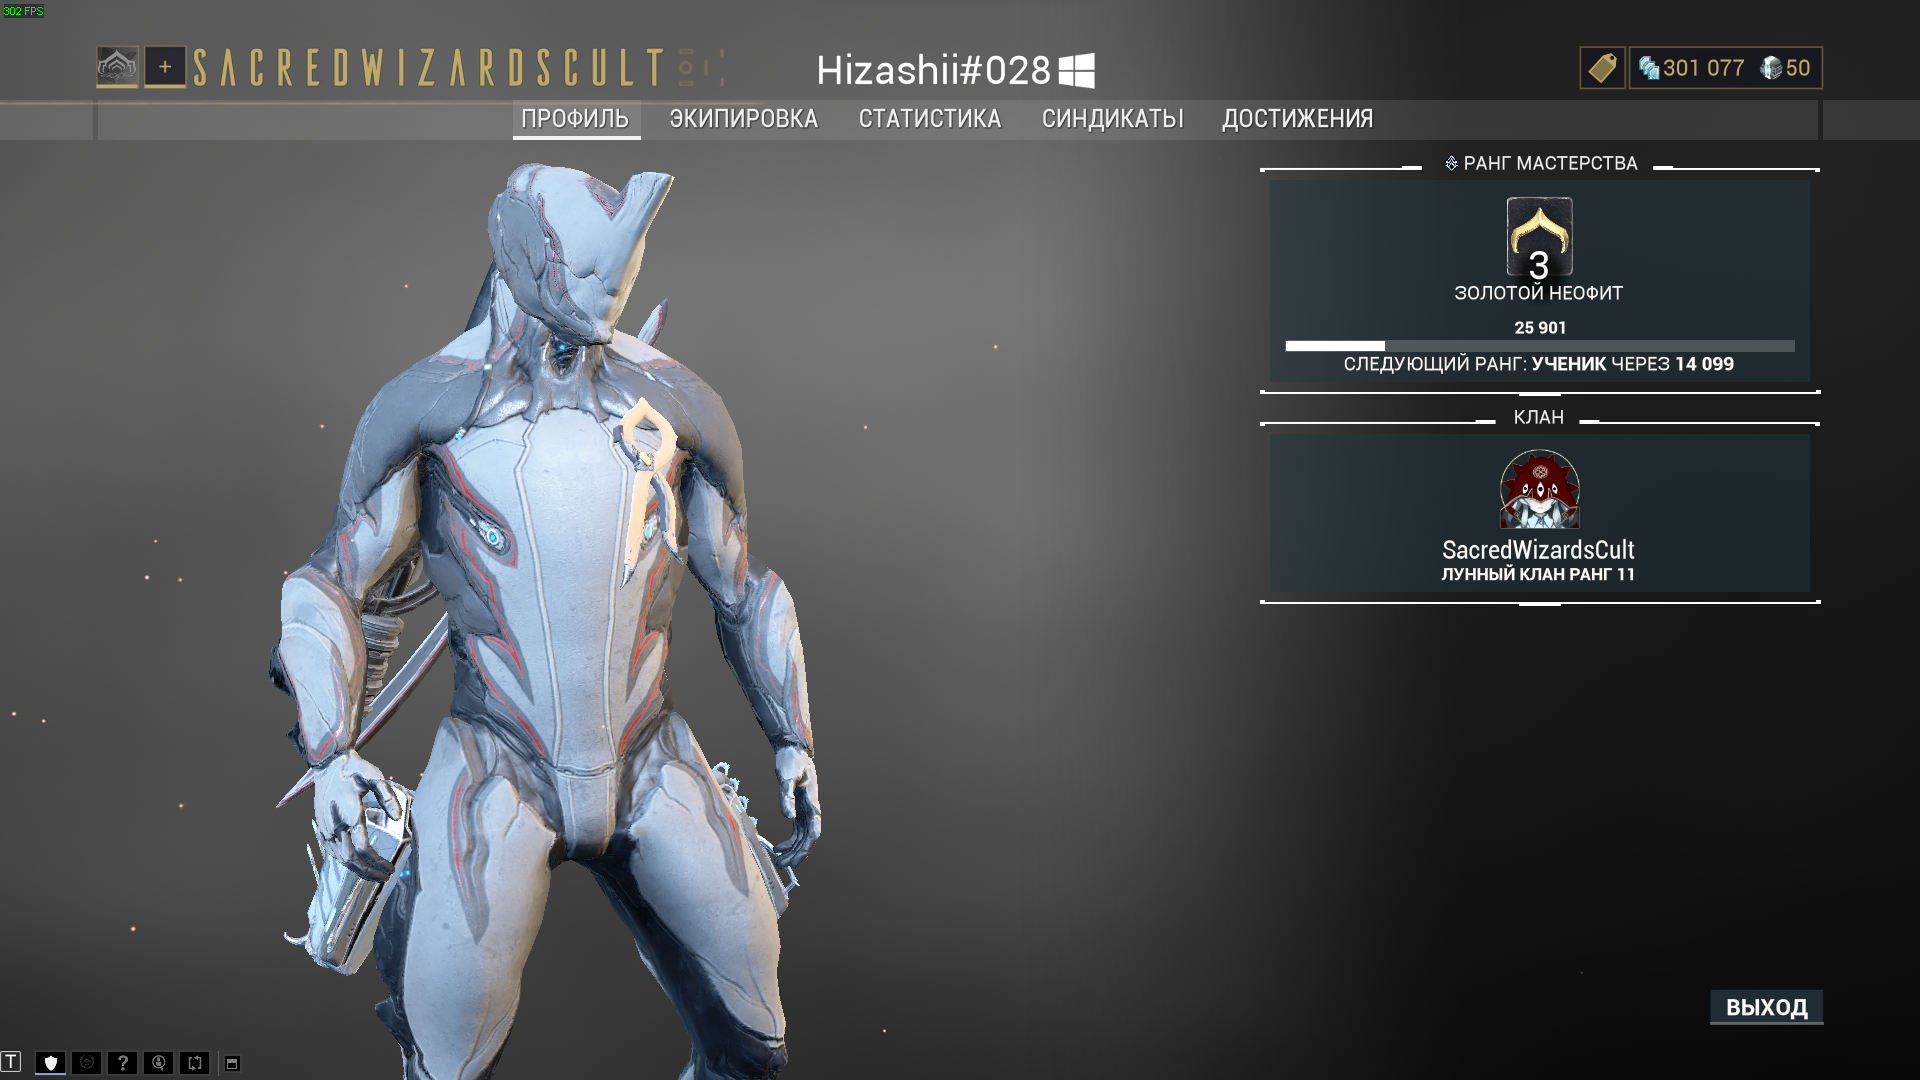 302 FPS
+ SACREDWIZARDSCULT
Hizashii#028
301 077 50
ПРОФИЛЬ ЭКИПИРОВКА СТАТИСТИКА СИНДИКАТЫ ДОСТИЖЕНИЯ
РАНГ МАСТЕРСТВА
3
ЗОЛОТОЙ НЕОФИТ
25 901
СЛЕДУЮЩИЙ РАНГ: УЧЕНИК ЧЕРЕЗ 14 099
КЛАН
SacredWizardsCult
ЛУННЫЙ КЛАН РАНГ 11
ВЫХОД
T ?